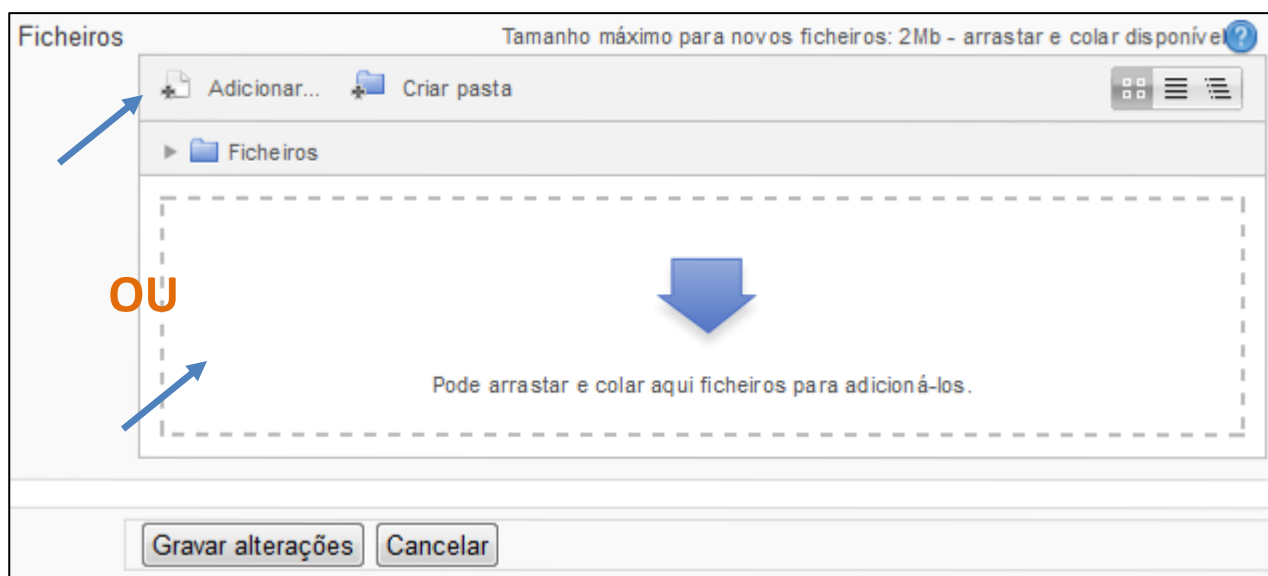 Ficheiros Tamanho máximo para novos ficheiros: 2Mb - arrastar e colar disponível ?
Adicionar... Criar pasta
Ficheiros
OU
Pode arrastar e colar aqui ficheiros para adicioná-los.
Gravar alterações Cancelar